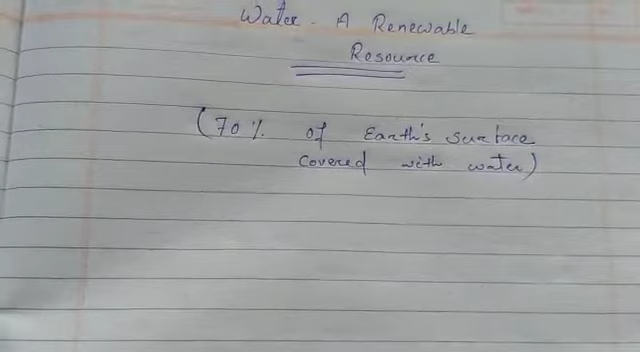 Water - A Renewable
Resource
(70% of Earth's surface
covered with water)